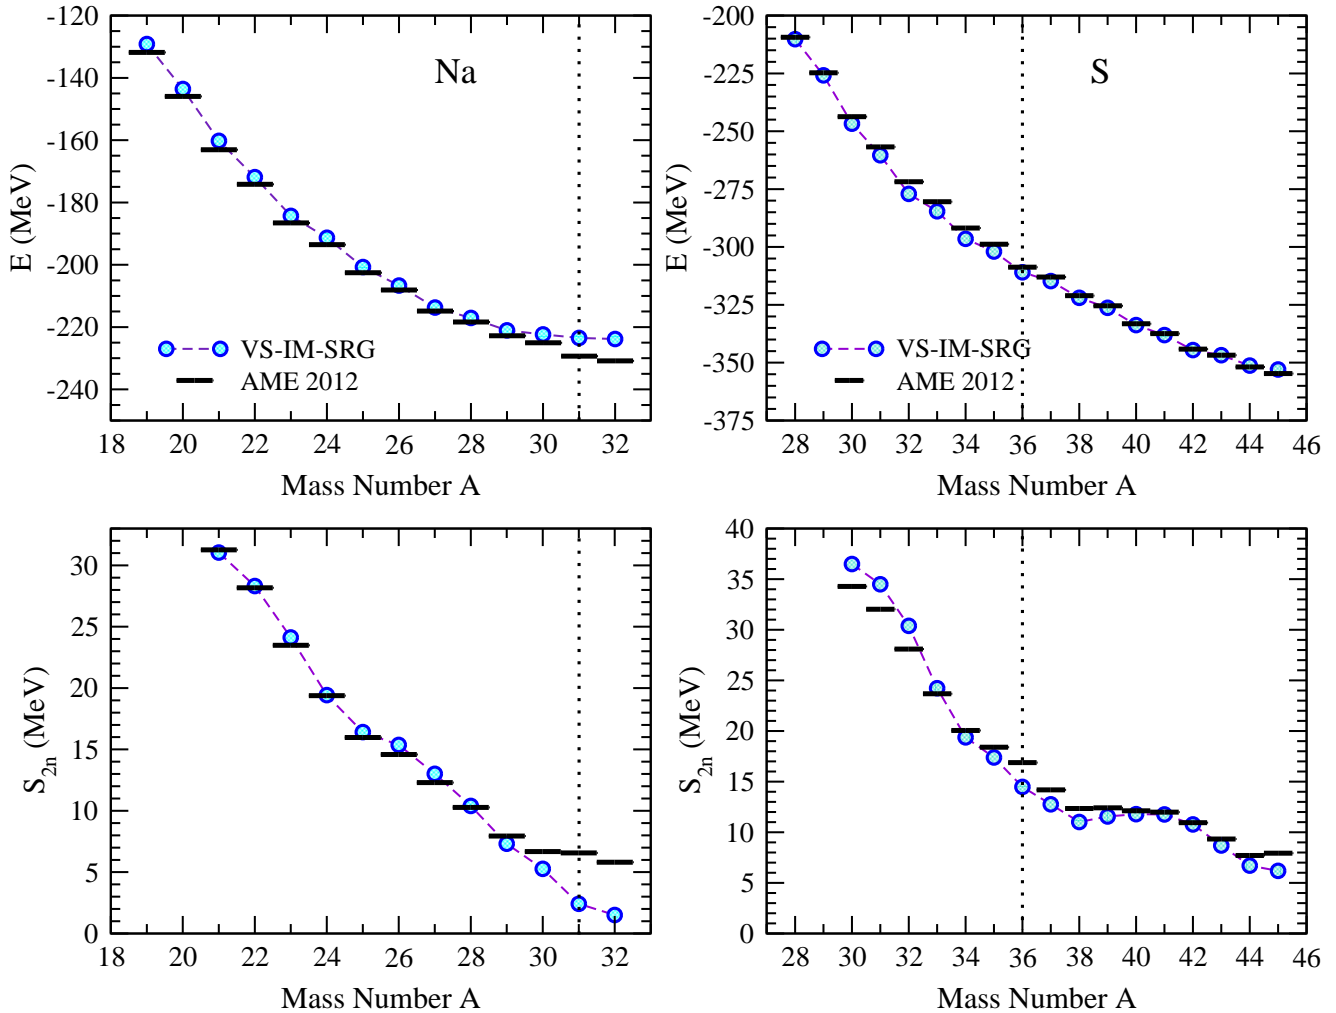 -120
-140
-160
-180
-200
-220
-240
E (MeV)
Na
VS-IM-SRG
AME 2012
18 20 22 24 26 28 30 32
Mass Number A
-200
-225
-250
-275
-300
-325
-350
-375
E (MeV)
S
VS-IM-SRG
AME 2012
28 30 32 34 36 38 40 42 44 46
Mass Number A
30
25
20
15
10
5
0
S2n (MeV)
18 20 22 24 26 28 30 32
Mass Number A
40
35
30
25
20
15
10
5
0
S2n (MeV)
28 30 32 34 36 38 40 42 44 46
Mass Number A